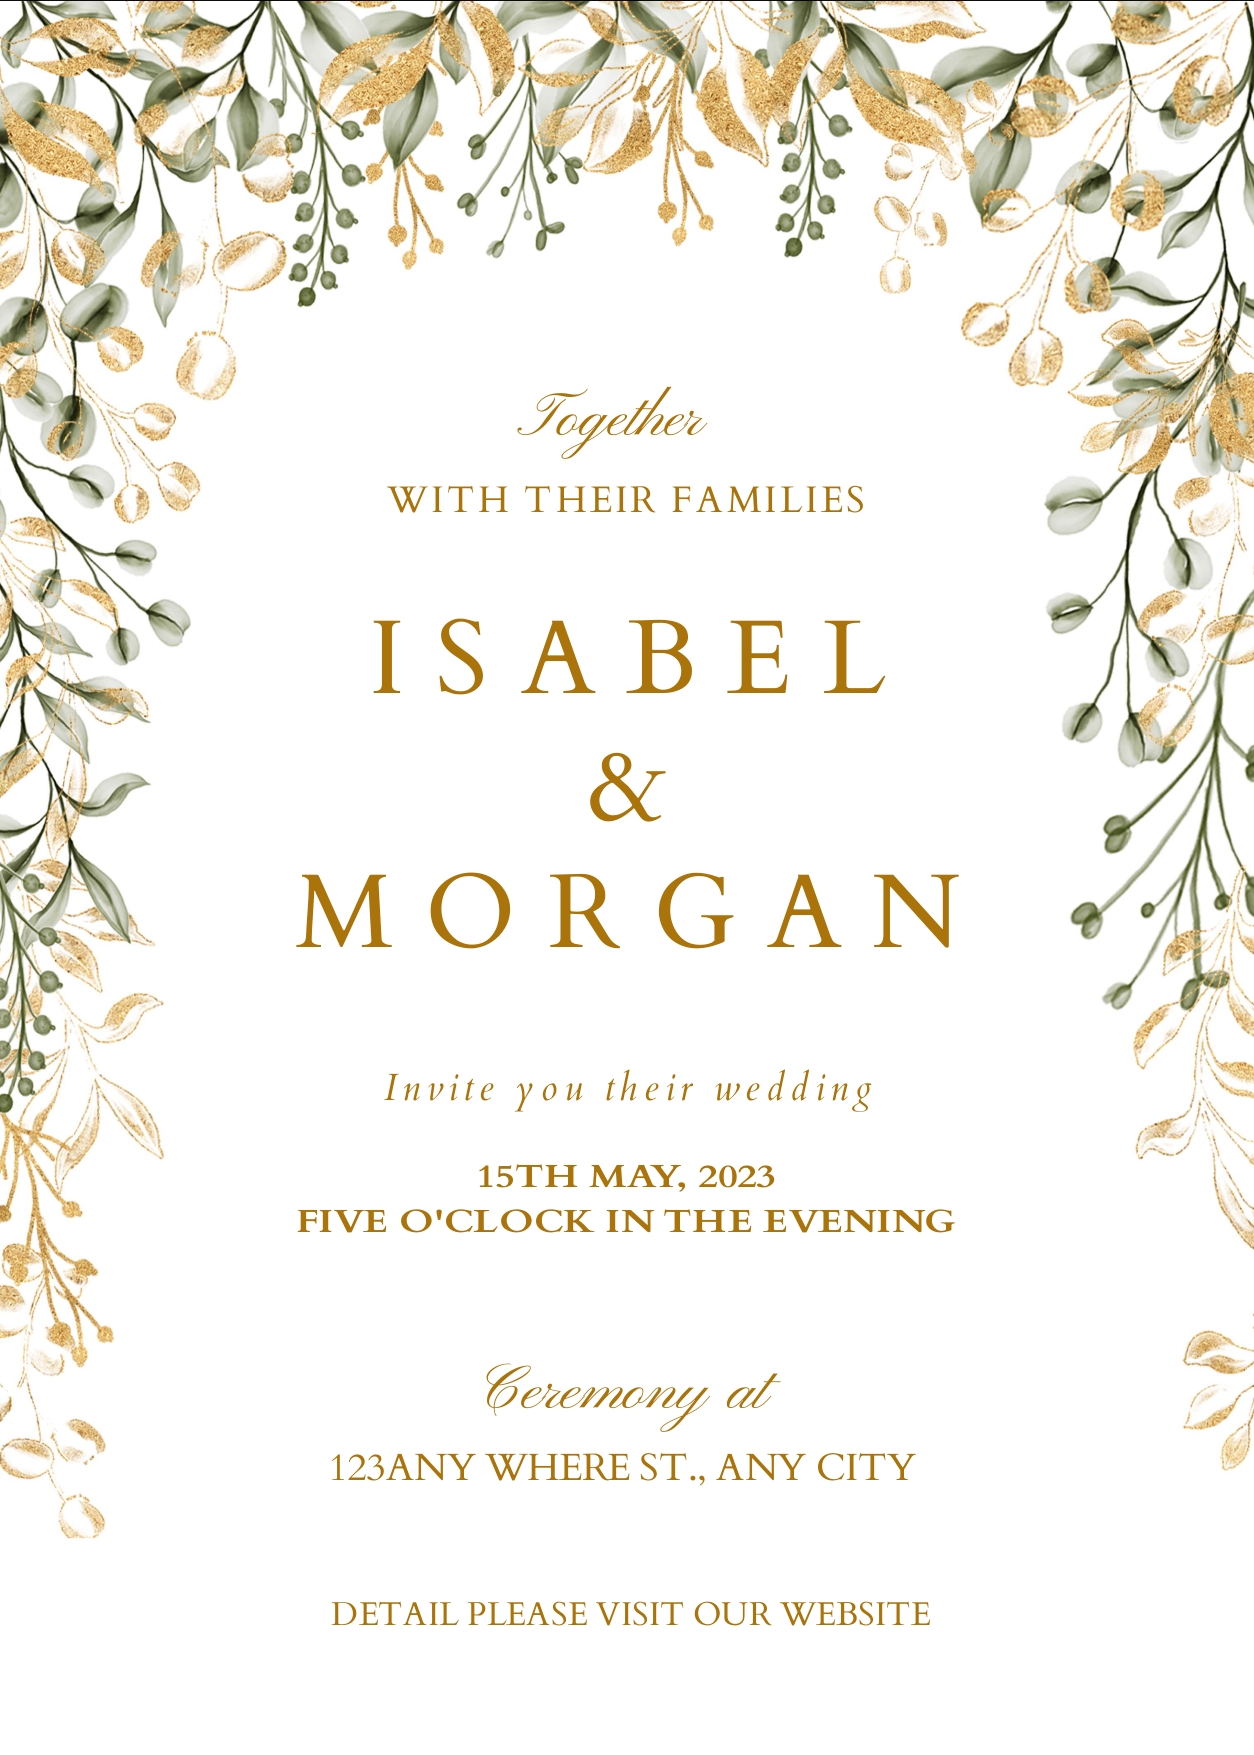 Together
WITH THEIR FAMILIES
ISABEL
&
MORGAN
Invite you their wedding
15TH MAY, 2023
FIVE O'CLOCK IN THE EVENING
Ceremony at
123ANY WHERE ST., ANY CITY
DETAIL PLEASE VISIT OUR WEBSITE